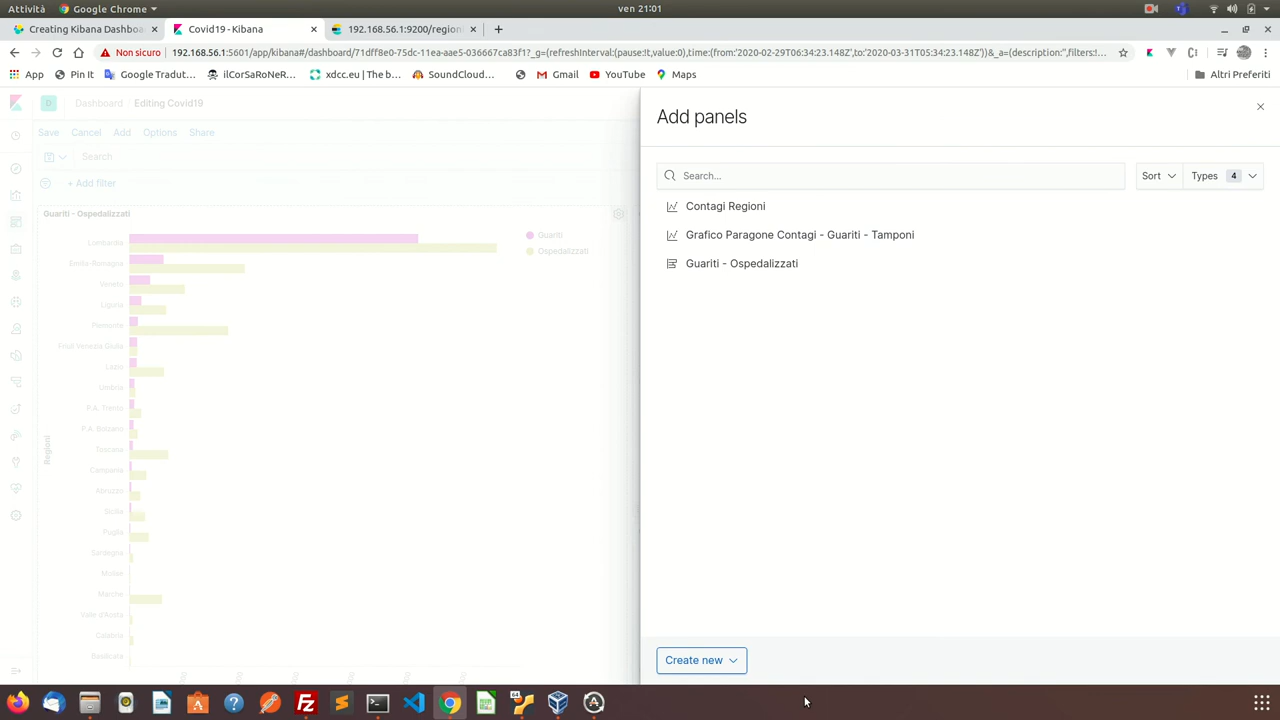 Attività
Google Chrome
ven 21:01
Creating Kibana Dashboa
Covid19 - Kibana
192.168.56.1:9200/region
Non sicuro
192.168.56.1:5601/app/kibana#/dashboard/71dff8e0-75dc-11ea-aae5-036667ca83f1?_g=(refreshInterval:(pause:!t,value:0),time:(from:'2020-02-29T06:34:23.148Z',to:'2020-03-31T05:34:23.148Z'))&_a=(description:'',filters:!...
App
Pin It
Google Tradut...
ilCorSaRoNeR...
xdcc.eu | The b...
SoundCloud...
Gmail
YouTube
Maps
Altri Preferiti
D
Dashboard / Editing Covid19
Save Cancel Add Options Share
Search
+ Add filter
Guariti - Ospedalizzati
Guariti
Ospedalizzati
Regioni
Lombardia
Emilia-Romagna
Veneto
Liguria
Piemonte
Friuli Venezia Giulia
Lazio
Umbria
P.A. Trento
P.A. Bolzano
Toscana
Campania
Abruzzo
Sicilia
Puglia
Sardegna
Molise
Marche
Valle d'Aosta
Calabria
Basilicata
Add panels
Search...
Sort
Types 4
Contagi Regioni
Grafico Paragone Contagi - Guariti - Tamponi
Guariti - Ospedalizzati
Create new